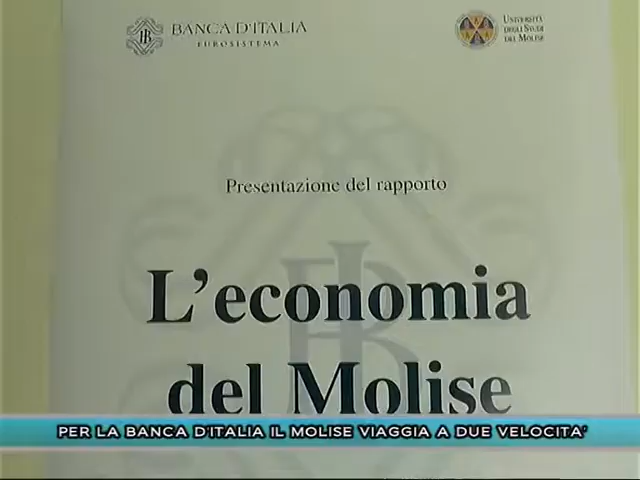 BANCA D'ITALIA
EUROSISTEMA
UNIVERSITÀ
DEGLI STUDI
DEL MOLISE
Presentazione del rapporto
L'economia
del Molise
PER LA BANCA D'ITALIA IL MOLISE VIAGGIA A DUE VELOCITA'